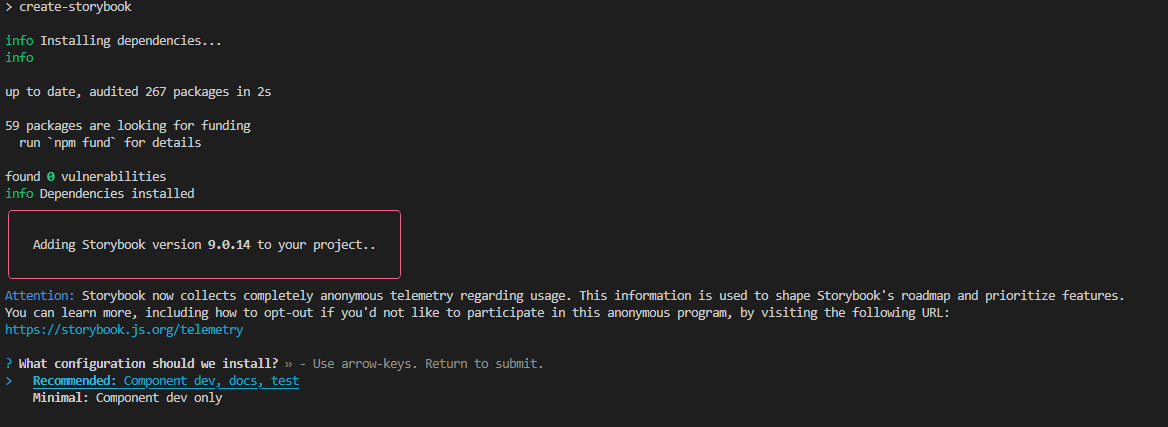 > create-storybook
info Installing dependencies...
info
up to date, audited 267 packages in 2s
59 packages are looking for funding
run `npm fund` for details
found 0 vulnerabilities
info Dependencies installed
Adding Storybook version 9.0.14 to your project..
Attention: Storybook now collects completely anonymous telemetry regarding usage. This information is used to shape Storybook's roadmap and prioritize features.
You can learn more, including how to opt-out if you'd not like to participate in this anonymous program, by visiting the following URL:
https://storybook.js.org/telemetry
? What configuration should we install? » - Use arrow-keys. Return to submit.
> Recommended: Component dev, docs, test
Minimal: Component dev only